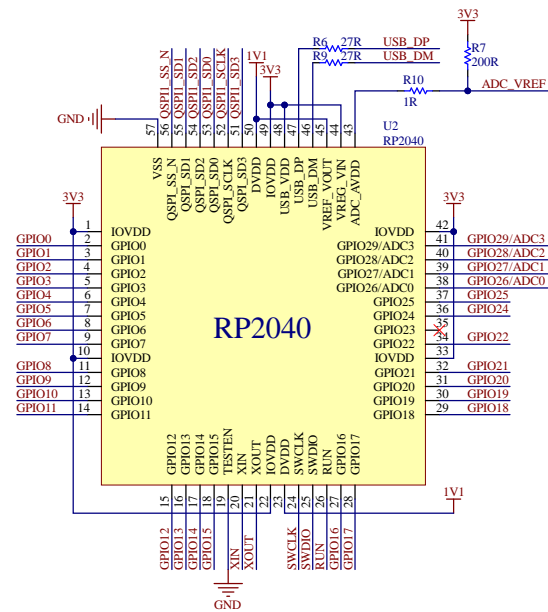 3V3
R6 27R USB_DP
R9 27R USB_DM
R7
200R
R10
1R
ADC_VREF
1V1
3V3
QSPI1_SS_N
QSPI1_SD1
QSPI1_SD2
QSPI1_SD0
QSPI1_SCLK
QSPI1_SD3
GND
U2
RP2040
57 56 55 54 53 52 51 50 49 48 47 46 45 44 43
VSS
QSPI_SS_N
QSPI_SD1
QSPI_SD2
QSPI_SD0
QSPI_SCLK
QSPI_SD3
DVDD
IOVDD
USB_VDD
USB_DP
USB_DM
VREF_VOUT
VREG_VIN
ADC_AVDD
3V3
1 IOVDD
GPIO0 2 GPIO0
GPIO1 3 GPIO1
GPIO2 4 GPIO2
GPIO3 5 GPIO3
GPIO4 6 GPIO4
GPIO5 7 GPIO5
GPIO6 8 GPIO6
GPIO7 9 GPIO7
10 IOVDD
GPIO8 11 GPIO8
GPIO9 12 GPIO9
GPIO10 13 GPIO10
GPIO11 14 GPIO11
RP2040
3V3
IOVDD 42
GPIO29/ADC3 41 GPIO29/ADC3
GPIO28/ADC2 40 GPIO28/ADC2
GPIO27/ADC1 39 GPIO27/ADC1
GPIO26/ADC0 38 GPIO26/ADC0
GPIO25 37 GPIO25
GPIO24 36 GPIO24
GPIO23 35
GPIO22 34 GPIO22
IOVDD 33
GPIO21 32 GPIO21
GPIO20 31 GPIO20
GPIO19 30 GPIO19
GPIO18 29 GPIO18
GPIO12
GPIO13
GPIO14
GPIO15
TESTEN
XIN
XOUT
IOVDD
DVDD
SWCLK
SWDIO
RUN
GPIO16
GPIO17
15 16 17 18 19 20 21 22 23 24 25 26 27 28
1V1
GPIO12
GPIO13
GPIO14
GPIO15
XIN
XOUT
SWCLK
SWDIO
RUN
GPIO16
GPIO17
GND